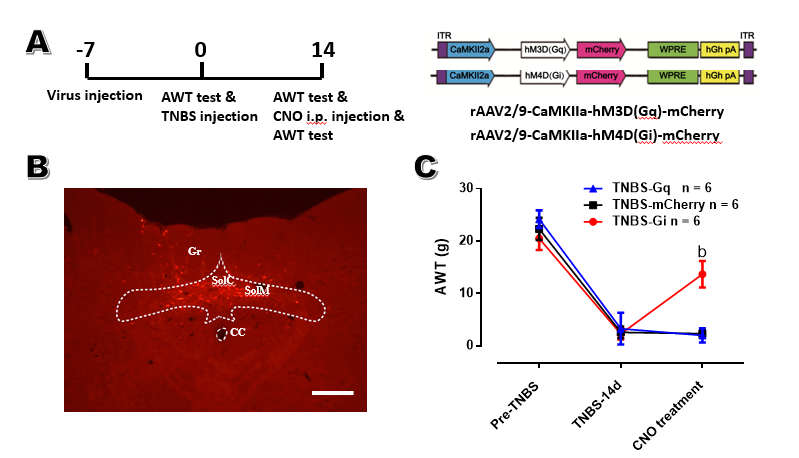 A
-7 0 14
Virus injection
AWT test &
TNBS injection
AWT test &
CNO i.p. injection &
AWT test
ITR ITR
CaMKII2a hM3D(Gq) mCherry WPRE hGh pA
CaMKII2a hM4D(Gi) mCherry WPRE hGh pA
rAAV2/9-CaMKIIa-hM3D(Gq)-mCherry
rAAV2/9-CaMKIIa-hM4D(Gi)-mCherry
B
Gr
SolC
SolM
CC
C
TNBS-Gq n = 6
TNBS-mCherry n = 6
TNBS-Gi n = 6
AWT (g)
30
20
10
0
b
Pre-TNBS
TNBS-14d
CNO treatment